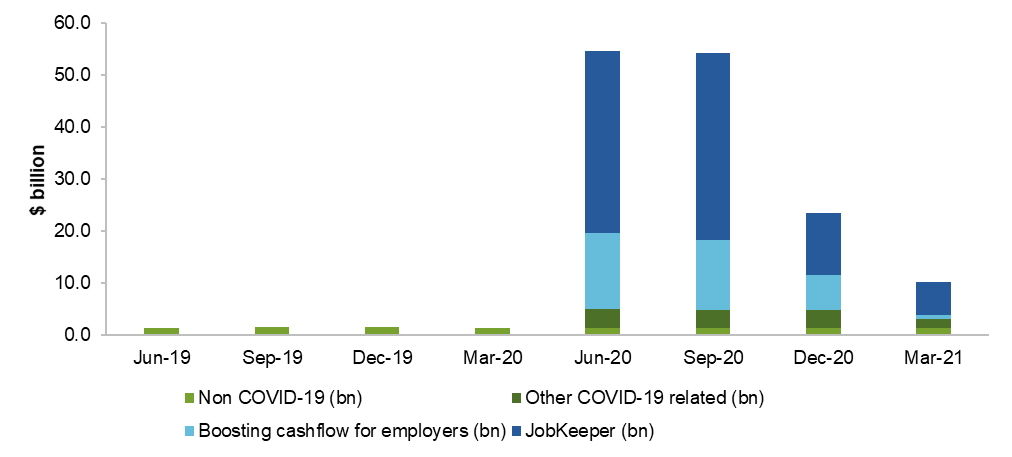 60.0
50.0
40.0
30.0
20.0
10.0
0.0
$ billion
Jun-19 Sep-19 Dec-19 Mar-20 Jun-20 Sep-20 Dec-20 Mar-21
Non COVID-19 (bn) Other COVID-19 related (bn)
Boosting cashflow for employers (bn) JobKeeper (bn)